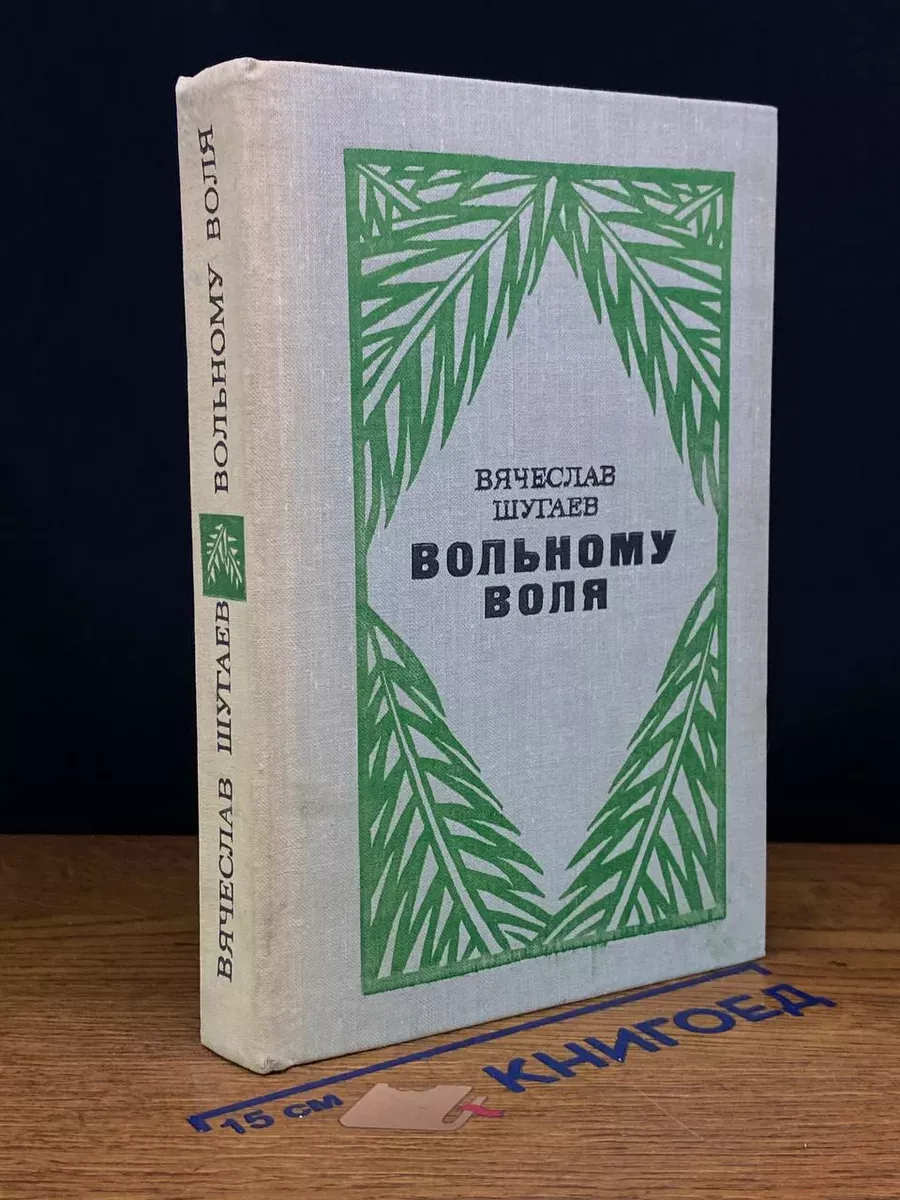 ВЯЧЕСЛАВ ШУГАЕВ ВОЛЬНОМУ ВОЛЯ
ВЯЧЕСЛАВ
ШУГАЕВ
ВОЛЬНОМУ
ВОЛЯ
15 см
КНИГОЕД